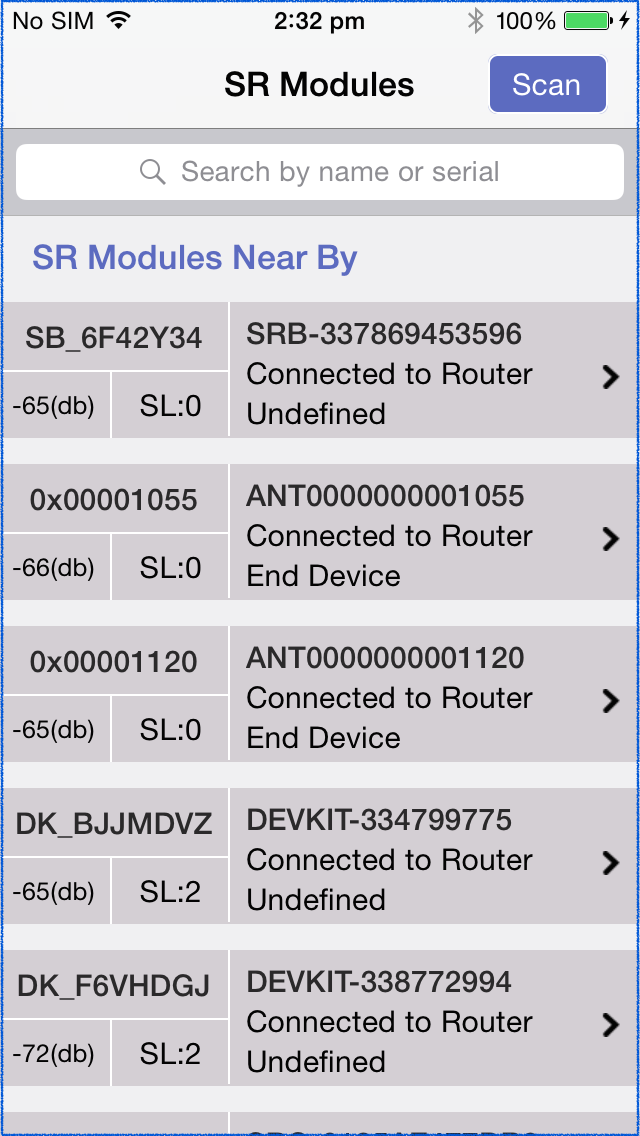 No SIM 2:32 pm 100%
SR Modules Scan
Search by name or serial
SR Modules Near By
SB_6F42Y34
-65(db) SL:0
SRB-337869453596
Connected to Router
Undefined
0x00001055
-66(db) SL:0
ANT0000000001055
Connected to Router
End Device
0x00001120
-65(db) SL:0
ANT0000000001120
Connected to Router
End Device
DK_BJJMDVZ
-65(db) SL:2
DEVKIT-334799775
Connected to Router
Undefined
DK_F6VHDGJ
-72(db) SL:2
DEVKIT-338772994
Connected to Router
Undefined